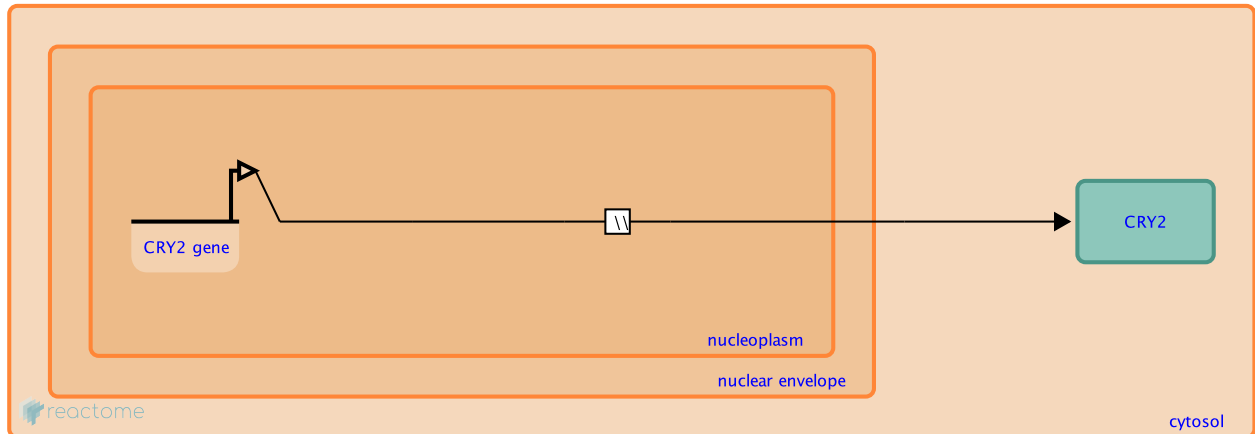 CRY2 gene
\\
CRY2
nucleoplasm
nuclear envelope
reactome
cytosol